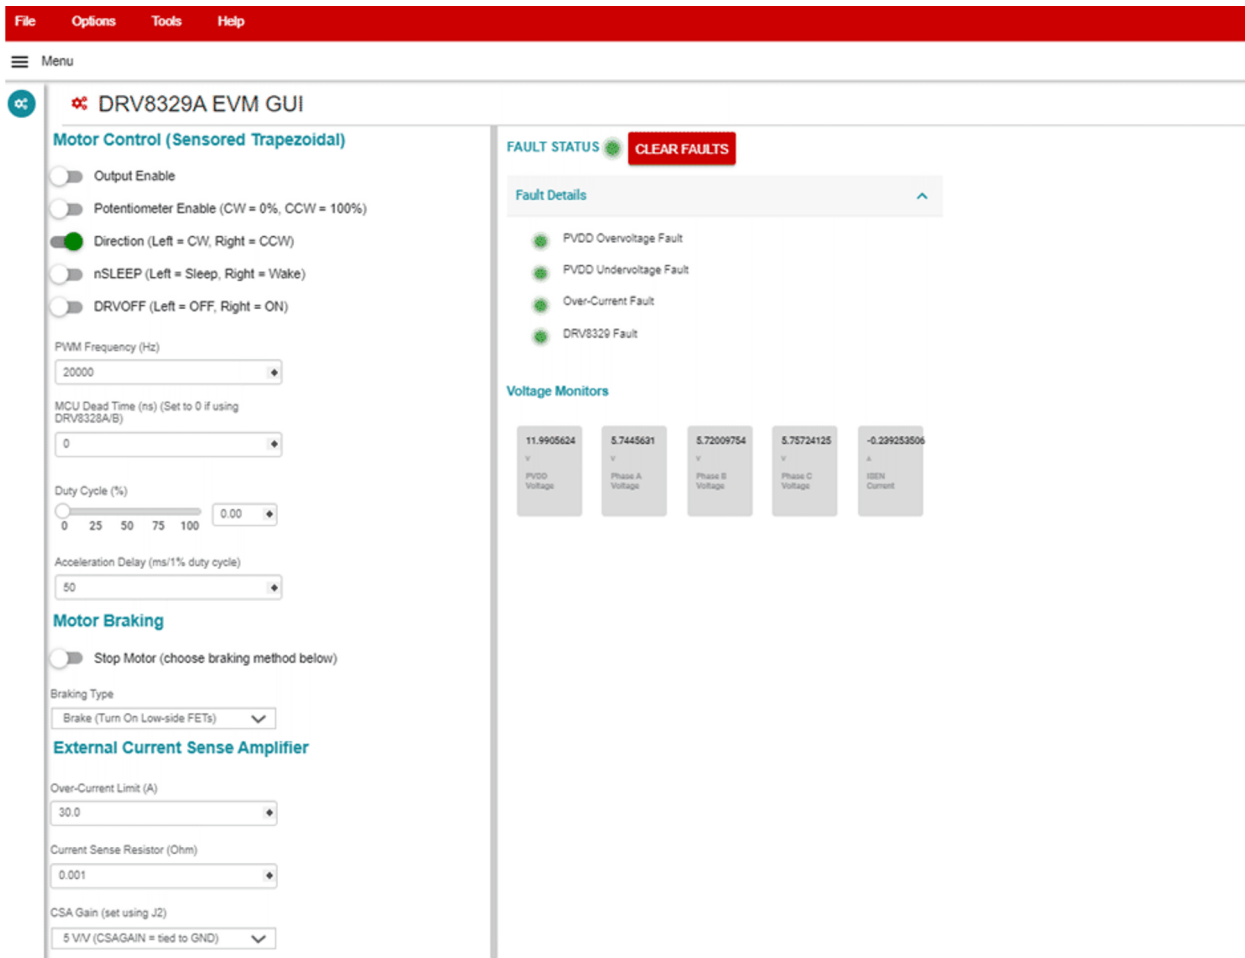 File Options Tools Help
Menu
DRV8329A EVM GUI
Motor Control (Sensored Trapezoidal)
Output Enable
Potentiometer Enable (CW = 0%, CCW = 100%)
Direction (Left = CW, Right = CCW)
nSLEEP (Left = Sleep, Right = Wake)
DRVOFF (Left = OFF, Right = ON)
PWM Frequency (Hz)
20000
MCU Dead Time (ns) (Set to 0 if using
DRV8328A/B)
0
Duty Cycle (%)
0.00
0 25 50 75 100
Acceleration Delay (ms/1% duty cycle)
50
Motor Braking
Stop Motor (choose braking method below)
Braking Type
Brake (Turn On Low-side FETs)
External Current Sense Amplifier
Over-Current Limit (A)
30.0
Current Sense Resistor (Ohm)
0.001
CSA Gain (set using J2)
5 V/V (CSAGAIN = tied to GND)
FAULT STATUS CLEAR FAULTS
Fault Details
PVDD Overvoltage Fault
PVDD Undervoltage Fault
Over-Current Fault
DRV8329 Fault
Voltage Monitors
11.9905624 5.7445631 5.72009754 5.75724125 -0.239253506
V V V V A
PVDD Phase A Phase B Phase C ISEN
Voltage Voltage Voltage Voltage Current